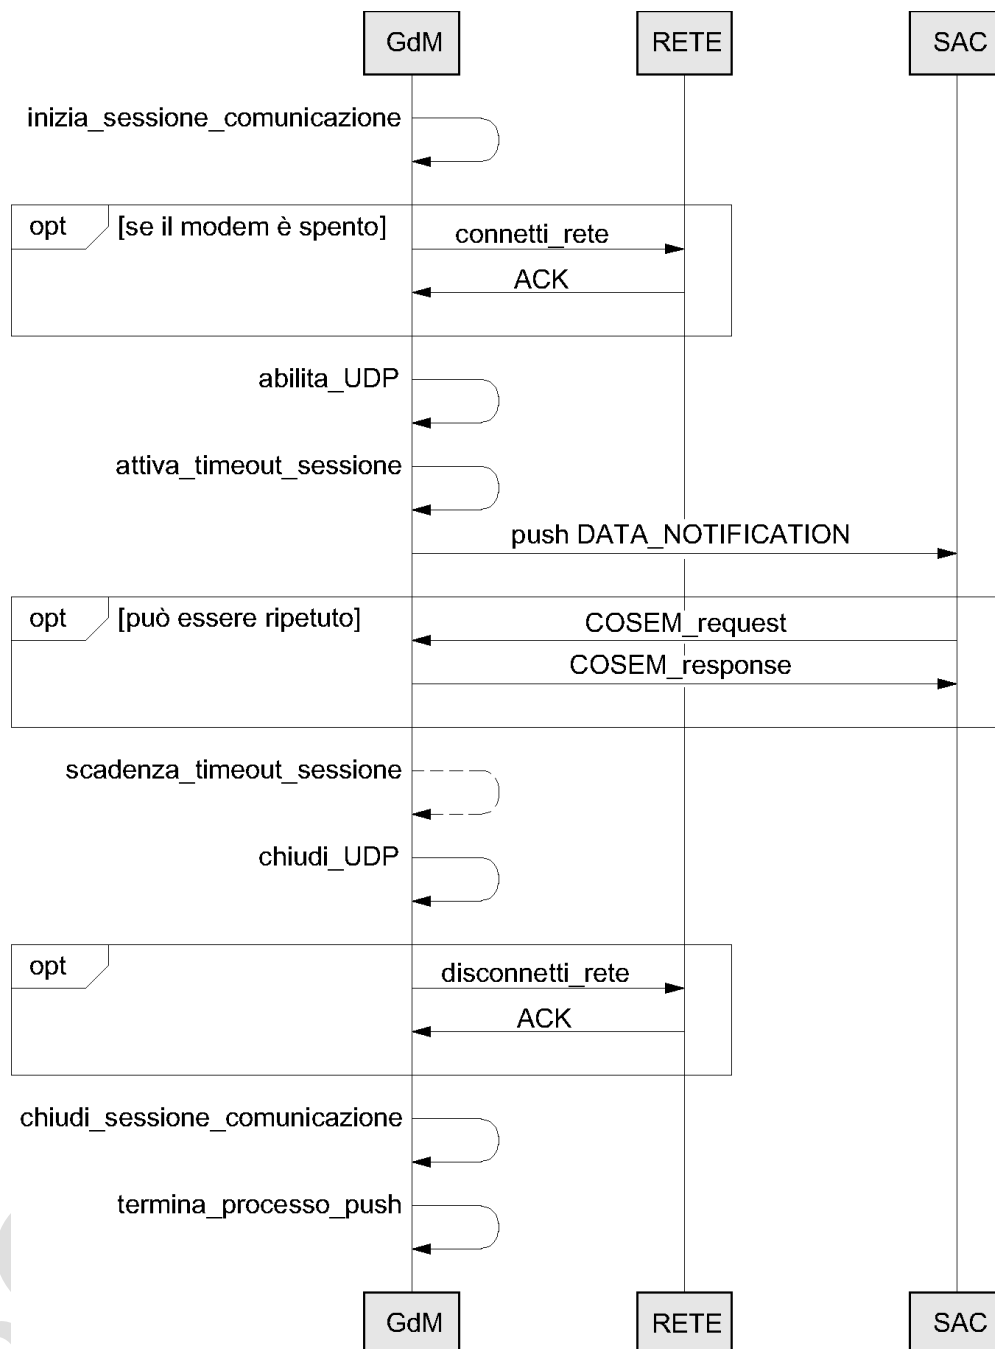 GdM RETE SAC
inizia_sessione_comunicazione
opt [se il modem è spento] connetti_rete
ACK
abilita_UDP
attiva_timeout_sessione
push DATA_NOTIFICATION
opt [può essere ripetuto] COSEM_request
COSEM_response
scadenza_timeout_sessione
chiudi_UDP
opt disconnetti_rete
ACK
chiudi_sessione_comunicazione
termina_processo_push
GdM RETE SAC